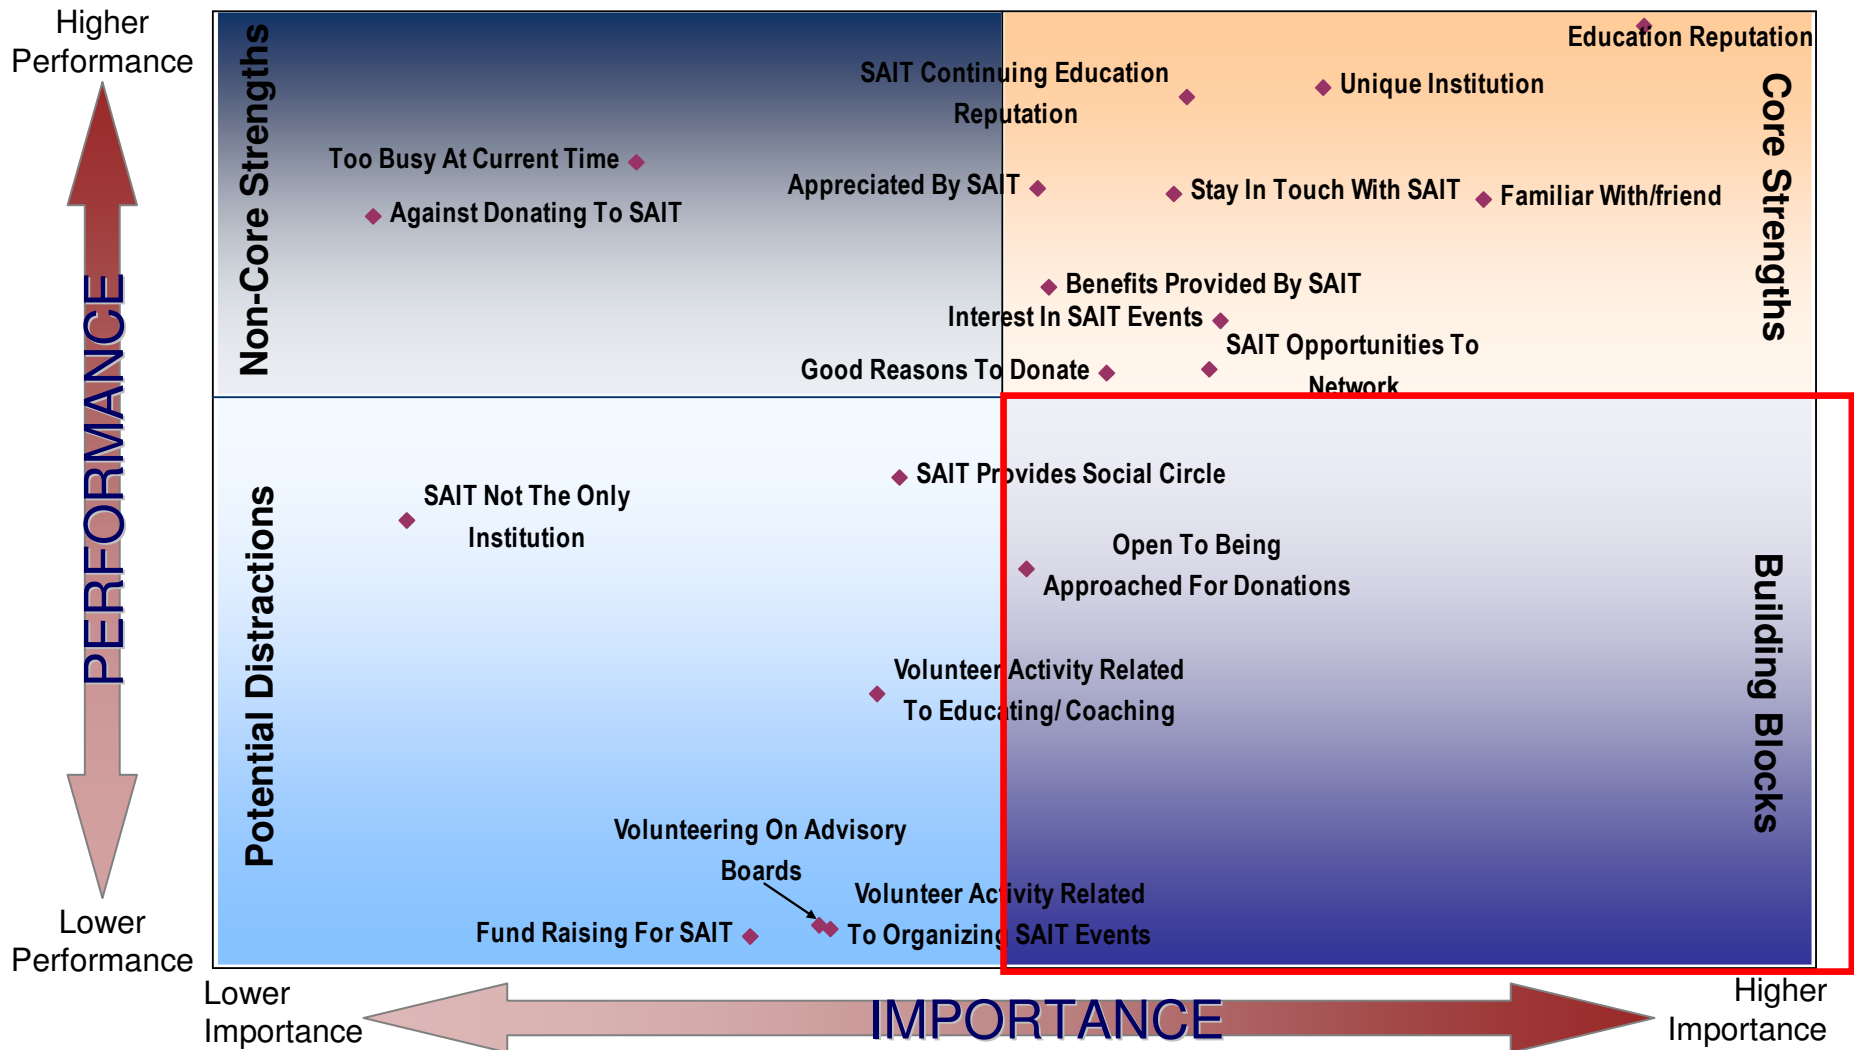 Higher
Performance
PERFORMANCE
Lower
Performance
Non-Core Strengths
Core Strengths
Education Reputation
SAIT Continuing Education
Reputation
Unique Institution
Too Busy At Current Time
Appreciated By SAIT
Stay In Touch With SAIT
Familiar With/friend
Against Donating To SAIT
Benefits Provided By SAIT
Interest In SAIT Events
SAIT Opportunities To
Network
Good Reasons To Donate
Potential Distractions
Building Blocks
SAIT Provides Social Circle
SAIT Not The Only
Institution
Open To Being
Approached For Donations
Volunteer Activity Related
To Educating/ Coaching
Volunteering On Advisory
Boards
Volunteer Activity Related
To Organizing SAIT Events
Fund Raising For SAIT
Lower
Importance
IMPORTANCE
Higher
Importance